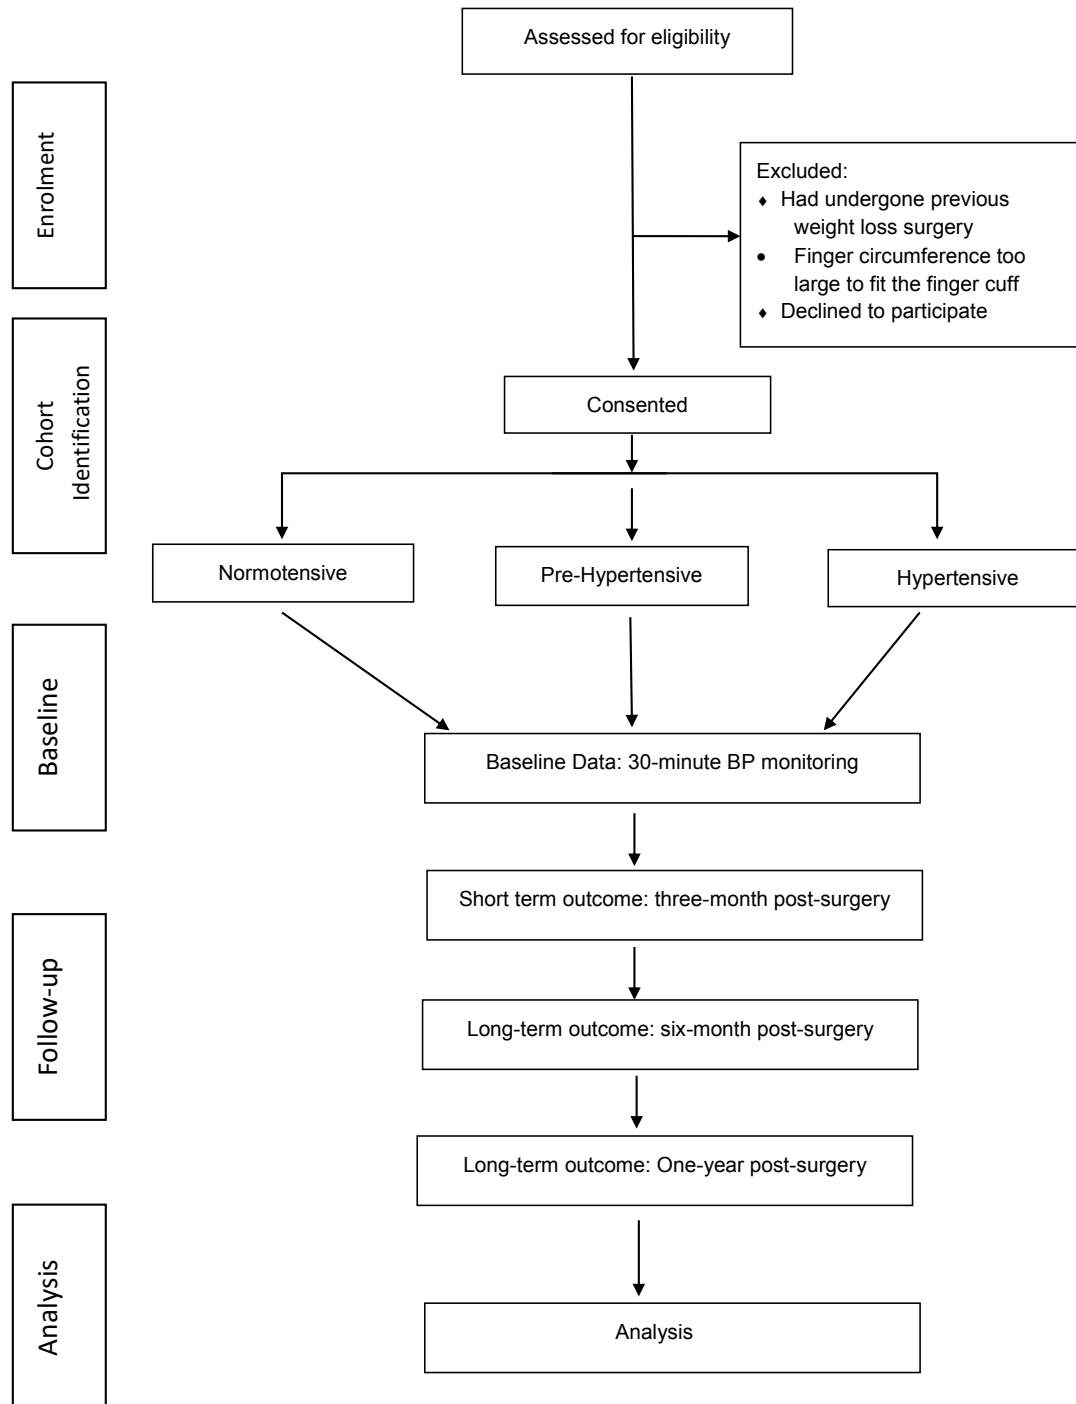 Assessed for eligibility
Enrolment
Excluded:
♦ Had undergone previous
weight loss surgery
● Finger circumference too
large to fit the finger cuff
♦ Declined to participate
Cohort
Identification
Consented
Normotensive
Pre-Hypertensive
Hypertensive
Baseline
Baseline Data: 30-minute BP monitoring
Short term outcome: three-month post-surgery
Follow-up
Long-term outcome: six-month post-surgery
Long-term outcome: One-year post-surgery
Analysis
Analysis